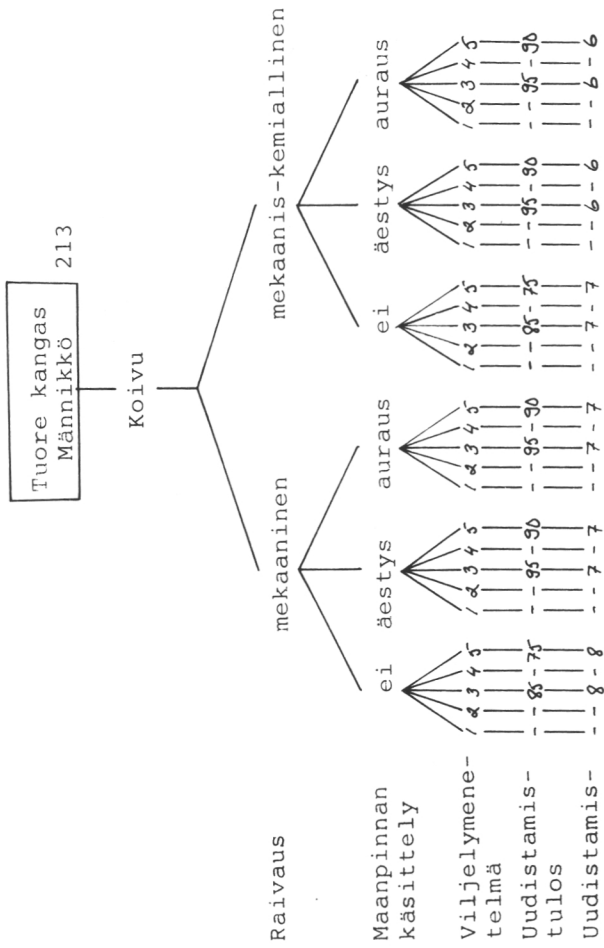 Tuore kangas
Männikkö
213
Koivu
Raivaus mekaaninen mekaanis-kemiallinen
Maanpinnan
käsittely ei äestys auraus ei äestys auraus
Viljelymene-
telmä 1 2 3 4 5 1 2 3 4 5 1 2 3 4 5 1 2 3 4 5 1 2 3 4 5 1 2 3 4 5
Uudistamis-
tulos - - 85 - 75 - - 95 - 90 - - 95 - 90 - - 85 - 75 - - 95 - 90 - - 95 - 90
Uudistamis- - - 8 - 8 - - 7 - 7 - - 7 - 7 - - 7 - 7 - - 6 - 6 - - 6 - 6